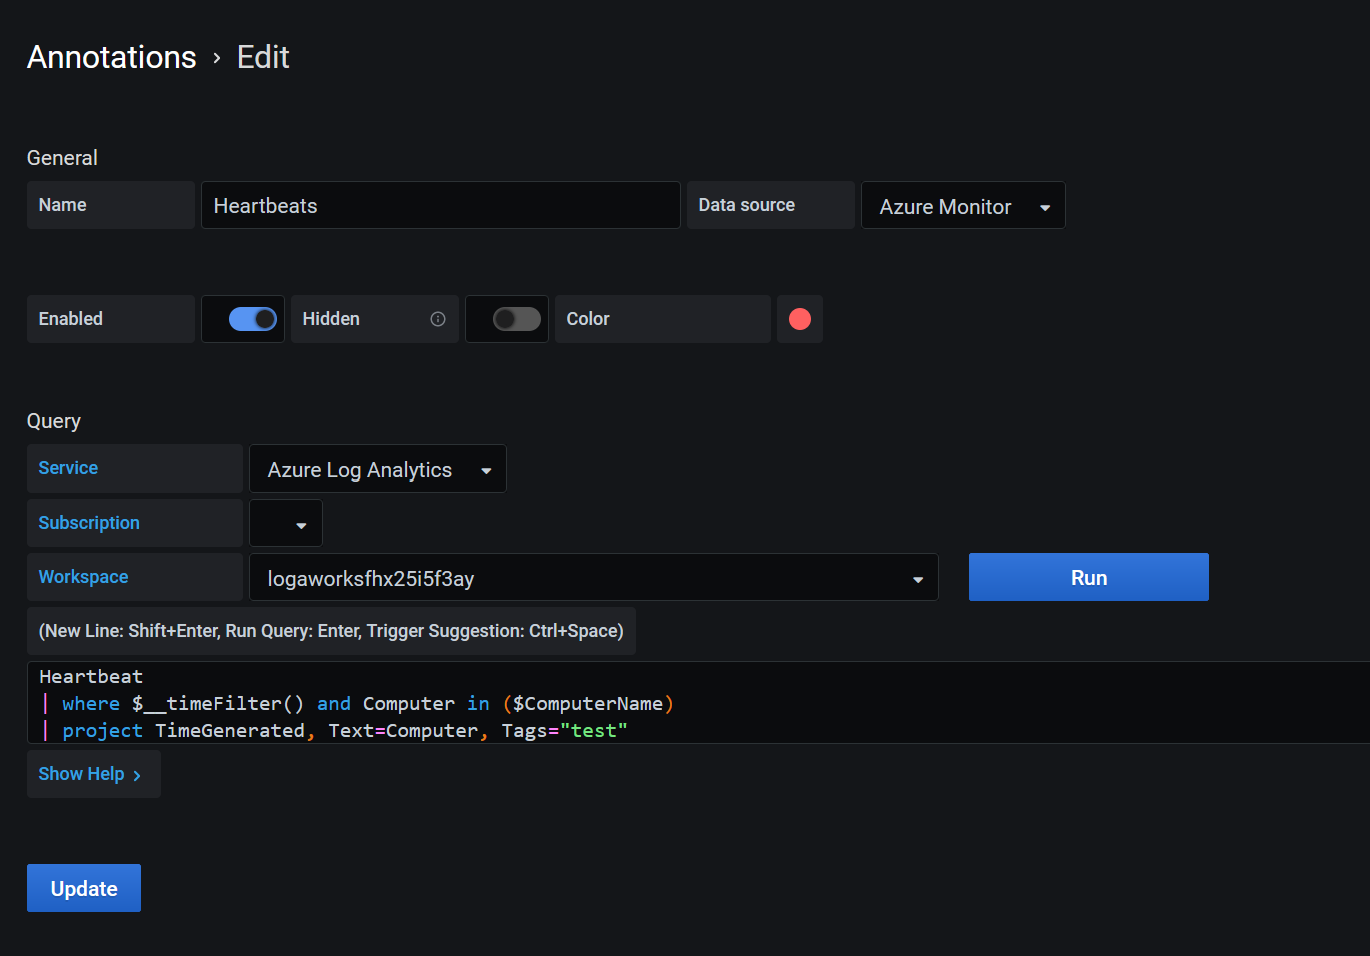 Annotations › Edit
General
Name Heartbeats Data source Azure Monitor
Enabled Hidden Color
Query
Service Azure Log Analytics
Subscription
Workspace logaworksfhx25i5f3ay Run
(New Line: Shift+Enter, Run Query: Enter, Trigger Suggestion: Ctrl+Space)
Heartbeat
| where $__timeFilter() and Computer in ($ComputerName)
| project TimeGenerated, Text=Computer, Tags="test"
Show Help ›
Update